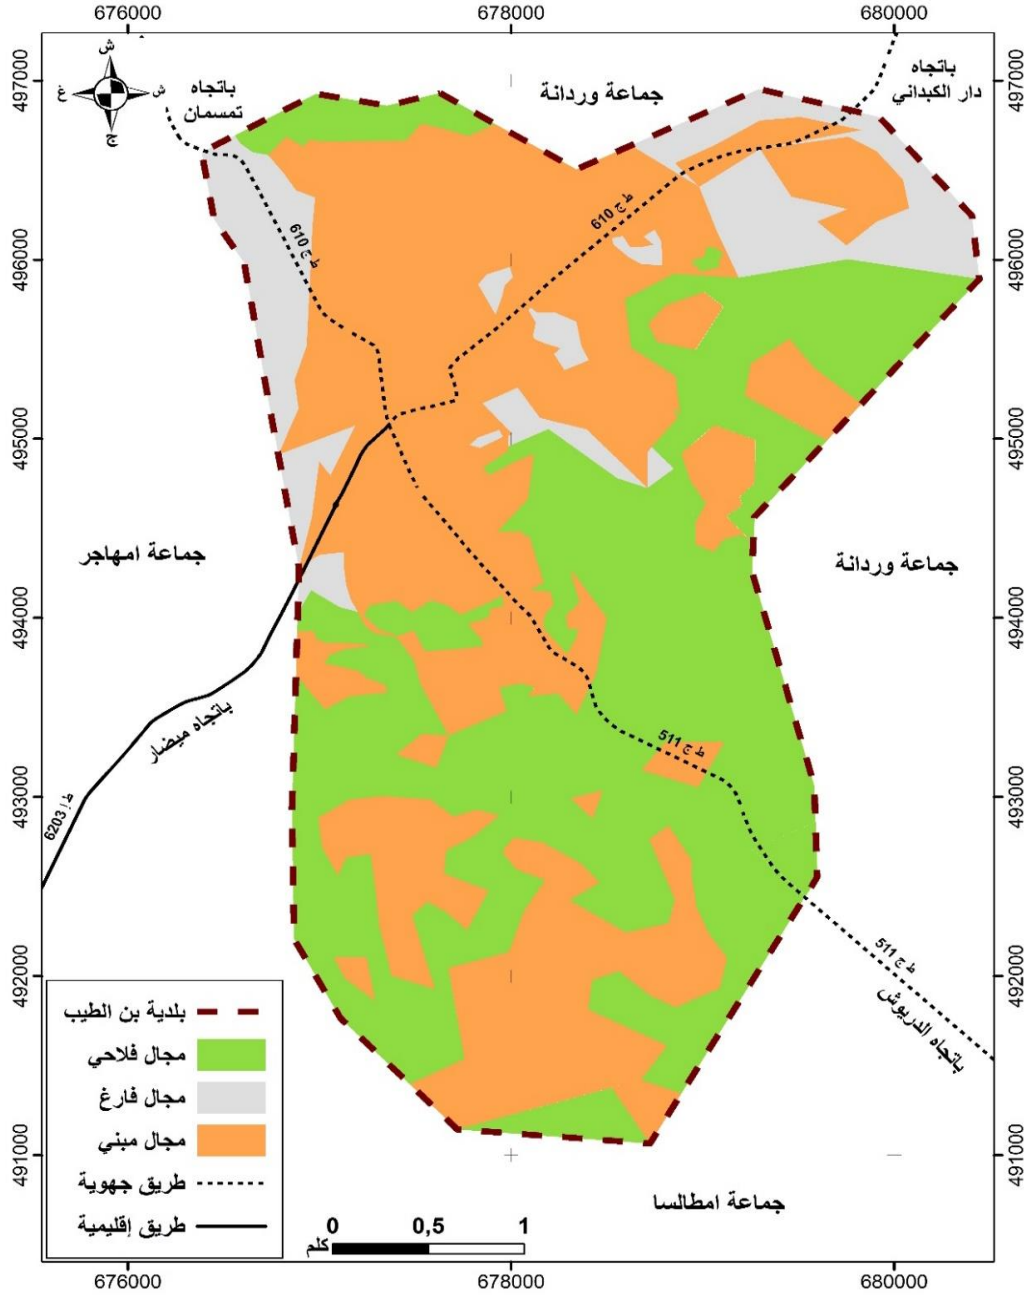 676000
678000
680000
497000
497000
ش
غ
ش
ج
باتجاه
تمسمان
جماعة وردانة
باتجاه
دار الكبداني
ط ج 610
ط ج 610
496000
496000
495000
495000
جماعة امهاجر
جماعة وردانة
494000
494000
باتجاه ميضار
ط ج 511
493000
493000
ط إ 6203
492000
492000
ط ج 511
باتجاه الدريوش
بلدية بن الطيب
مجال فلاحي
مجال فارغ
مجال مبني
طريق جهوية
طريق إقليمية
491000
491000
جماعة امطالسا
0 0,5 1
كلم
676000
678000
680000